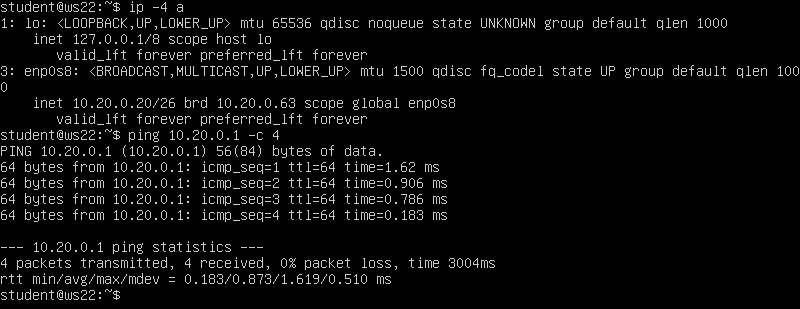 student@ws22:~$ ip -4 a
1: lo: <LOOPBACK,UP,LOWER_UP> mtu 65536 qdisc noqueue state UNKNOWN group default qlen 1000
    inet 127.0.0.1/8 scope host lo
       valid_lft forever preferred_lft forever
3: enp0s8: <BROADCAST,MULTICAST,UP,LOWER_UP> mtu 1500 qdisc fq_codel state UP group default qlen 100
0
    inet 10.20.0.20/26 brd 10.20.0.63 scope global enp0s8
       valid_lft forever preferred_lft forever
student@ws22:~$ ping 10.20.0.1 -c 4
PING 10.20.0.1 (10.20.0.1) 56(84) bytes of data.
64 bytes from 10.20.0.1: icmp_seq=1 ttl=64 time=1.62 ms
64 bytes from 10.20.0.1: icmp_seq=2 ttl=64 time=0.906 ms
64 bytes from 10.20.0.1: icmp_seq=3 ttl=64 time=0.786 ms
64 bytes from 10.20.0.1: icmp_seq=4 ttl=64 time=0.183 ms

--- 10.20.0.1 ping statistics ---
4 packets transmitted, 4 received, 0% packet loss, time 3004ms
rtt min/avg/max/mdev = 0.183/0.873/1.619/0.510 ms
student@ws22:~$